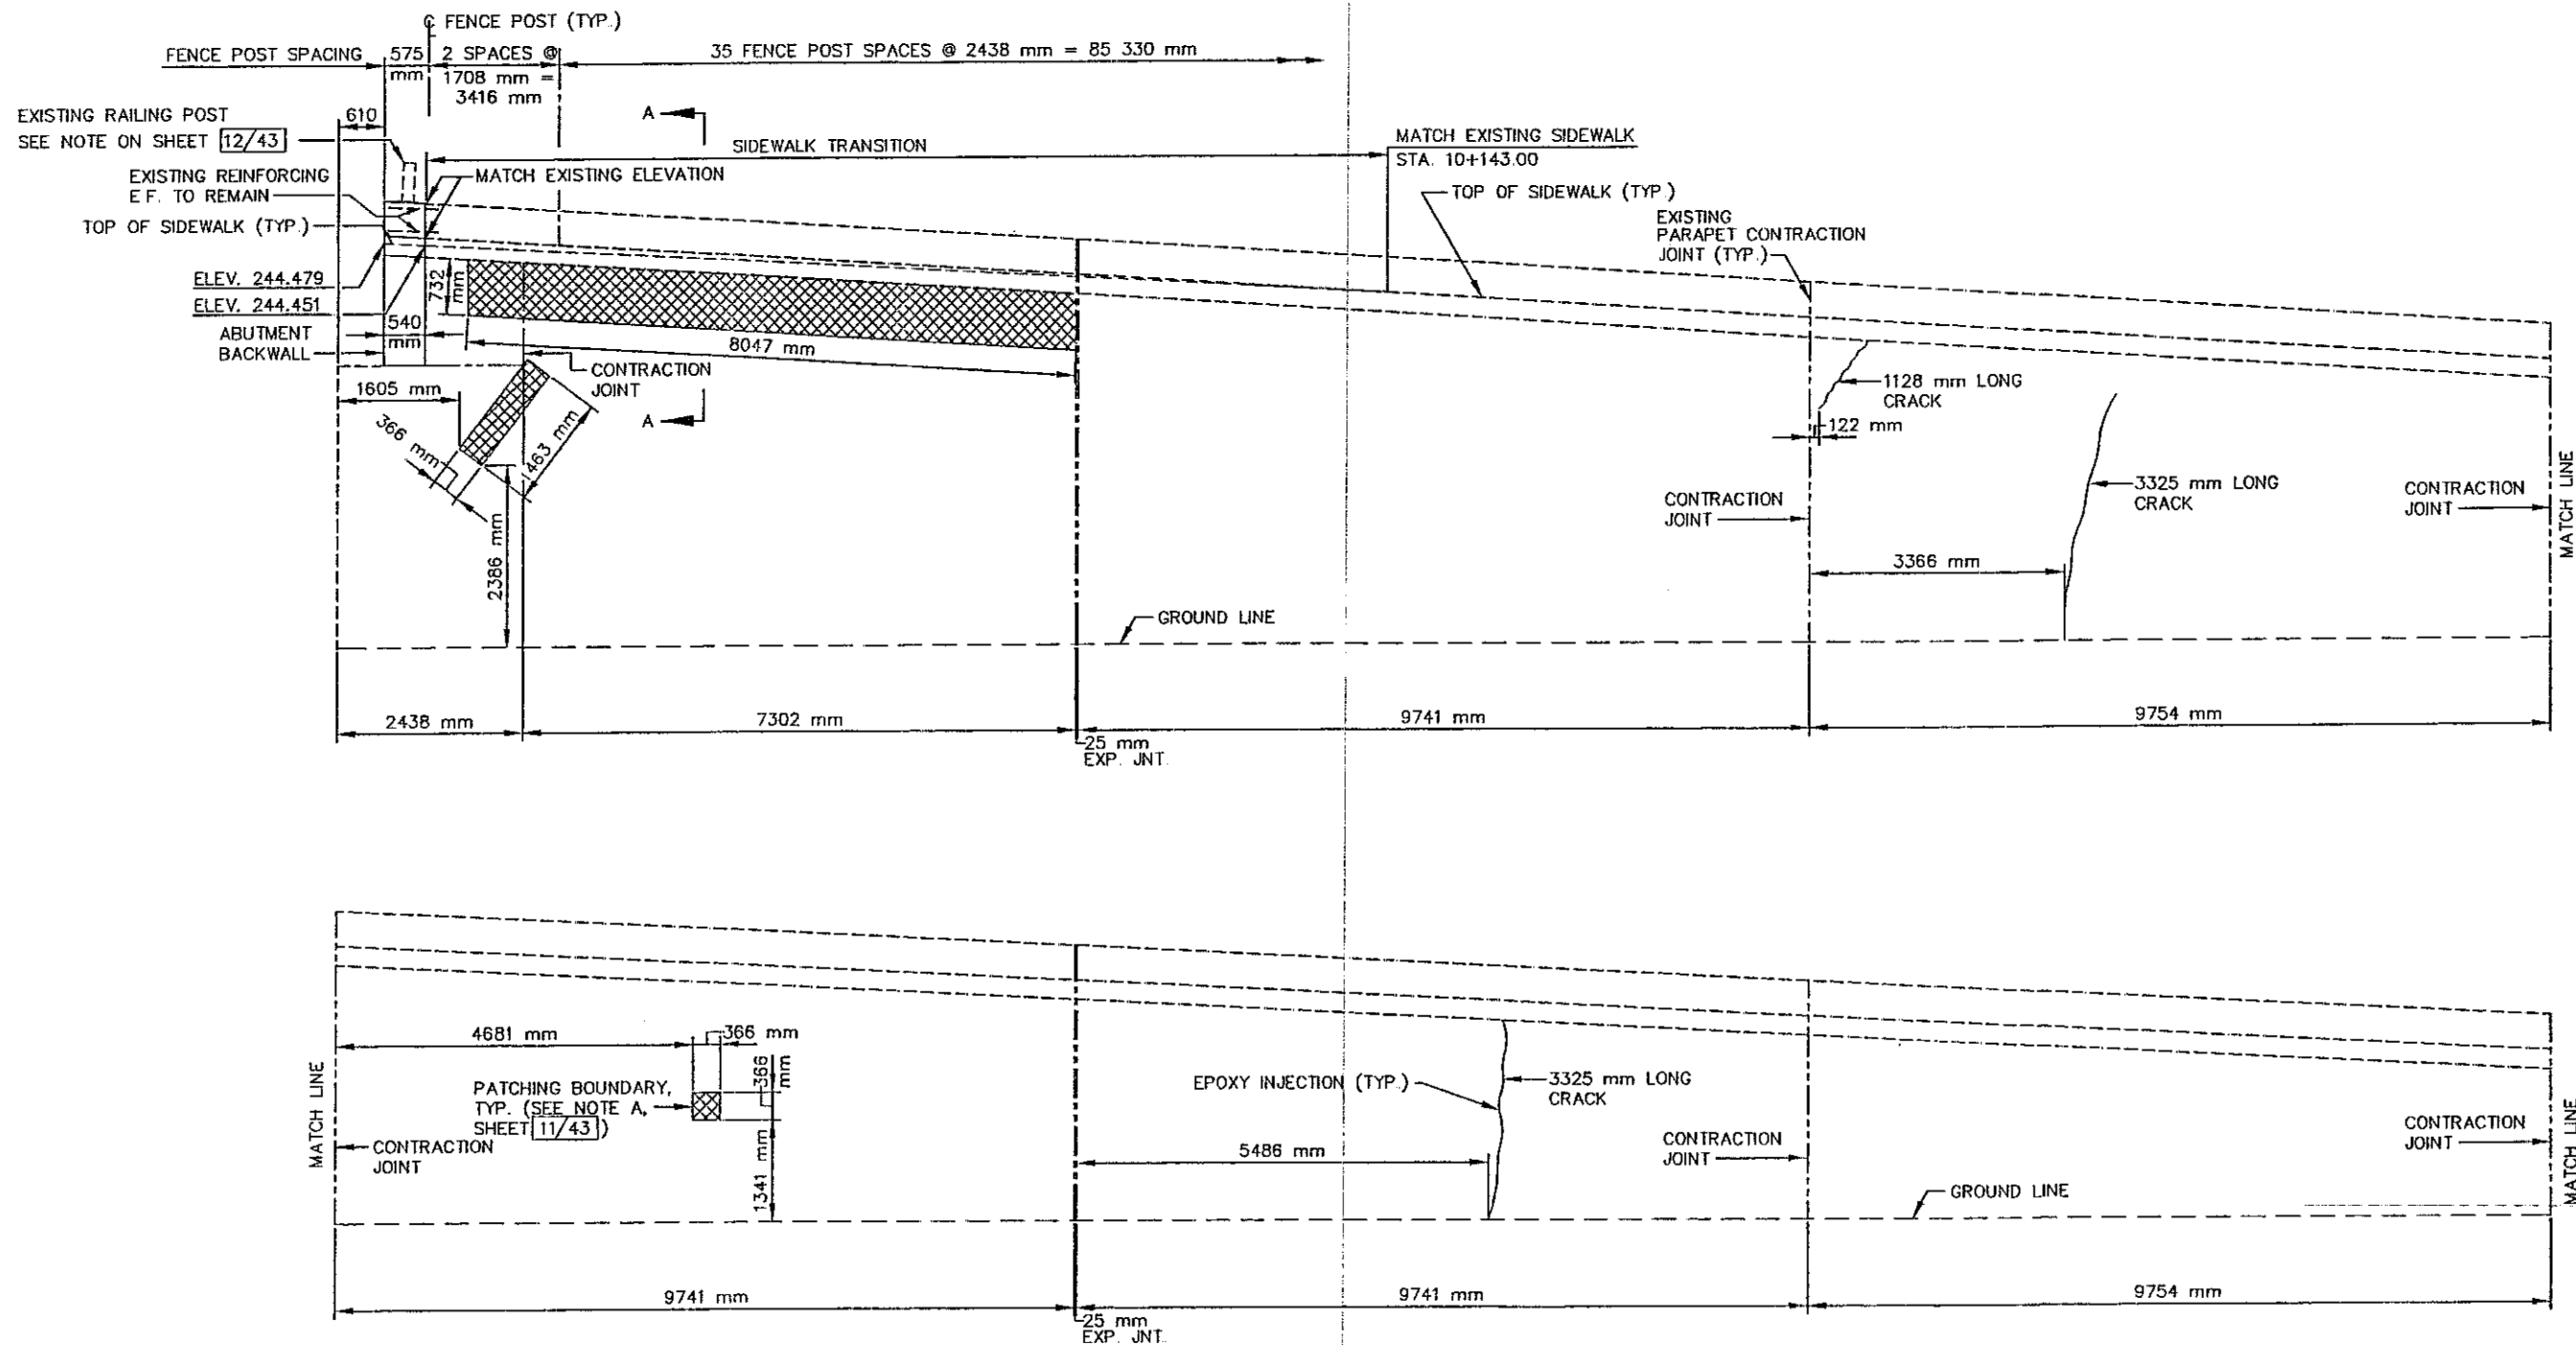 ℄ FENCE POST (TYP.)
FENCE POST SPACING
575 mm
2 SPACES @
1708 mm =
3416 mm
35 FENCE POST SPACES @ 2438 mm = 85 330 mm
EXISTING RAILING POST
SEE NOTE ON SHEET 12/43
610
A
SIDEWALK TRANSITION
MATCH EXISTING SIDEWALK
STA. 10+143.00
EXISTING REINFORCING
E.F. TO REMAIN
MATCH EXISTING ELEVATION
TOP OF SIDEWALK (TYP.)
TOP OF SIDEWALK (TYP.)
EXISTING
PARAPET CONTRACTION
JOINT (TYP.)
ELEV. 244.479
ELEV. 244.451
732 mm
540 mm
ABUTMENT
BACKWALL
8047 mm
CONTRACTION
JOINT
1605 mm
A
366 mm
1463 mm
2386 mm
1128 mm LONG
CRACK
122 mm
3325 mm LONG
CRACK
CONTRACTION
JOINT
CONTRACTION
JOINT
MATCH LINE
3366 mm
GROUND LINE
2438 mm
7302 mm
9741 mm
9754 mm
25 mm
EXP. JNT.
4681 mm
366 mm
366 mm
PATCHING BOUNDARY,
TYP. (SEE NOTE A,
SHEET 11/43)
MATCH LINE
CONTRACTION
JOINT
1341 mm
EPOXY INJECTION (TYP.)
3325 mm LONG
CRACK
5486 mm
CONTRACTION
JOINT
CONTRACTION
JOINT
MATCH LINE
GROUND LINE
9741 mm
9741 mm
9754 mm
25 mm
EXP. JNT.